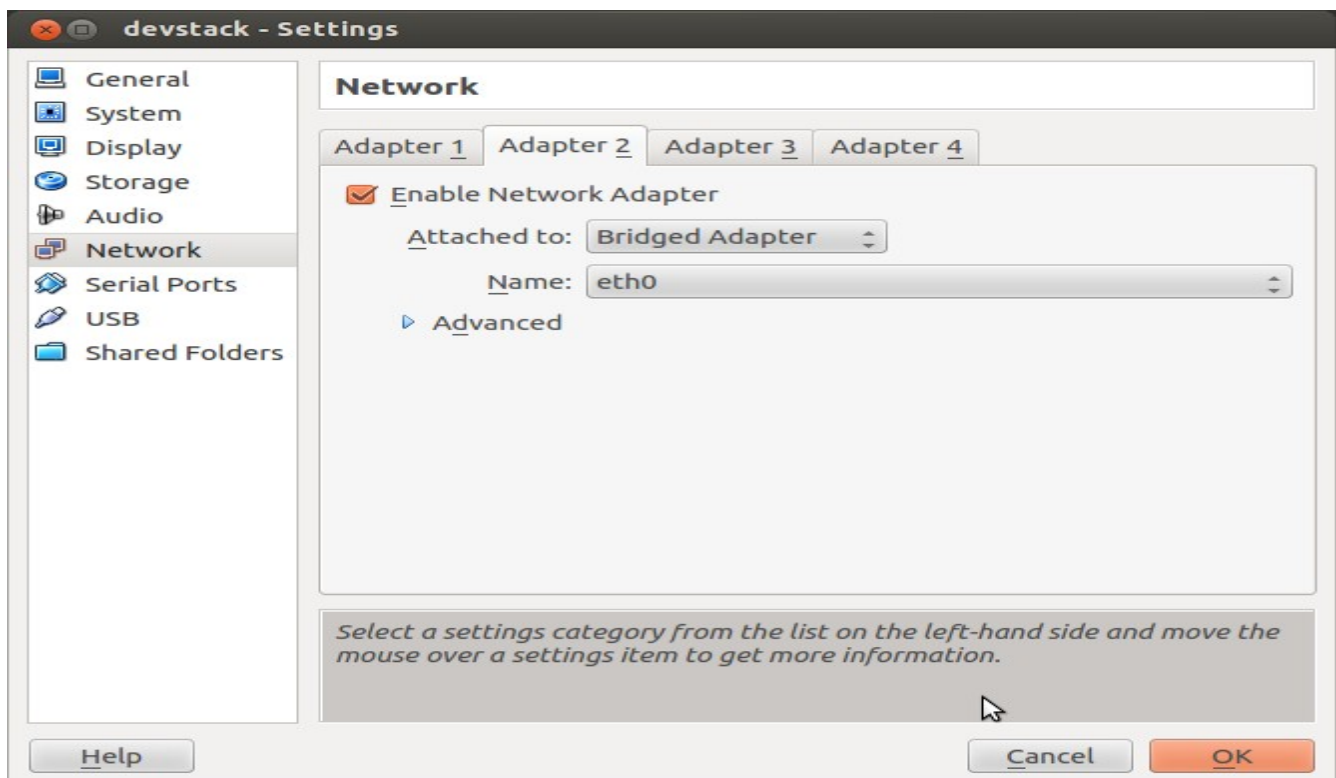 devstack - Settings
General
System
Display
Storage
Audio
Network
Serial Ports
USB
Shared Folders
Network
Adapter 1 Adapter 2 Adapter 3 Adapter 4
Enable Network Adapter
Attached to: Bridged Adapter
Name: eth0
Advanced
Select a settings category from the list on the left-hand side and move the
mouse over a settings item to get more information.
Help Cancel OK